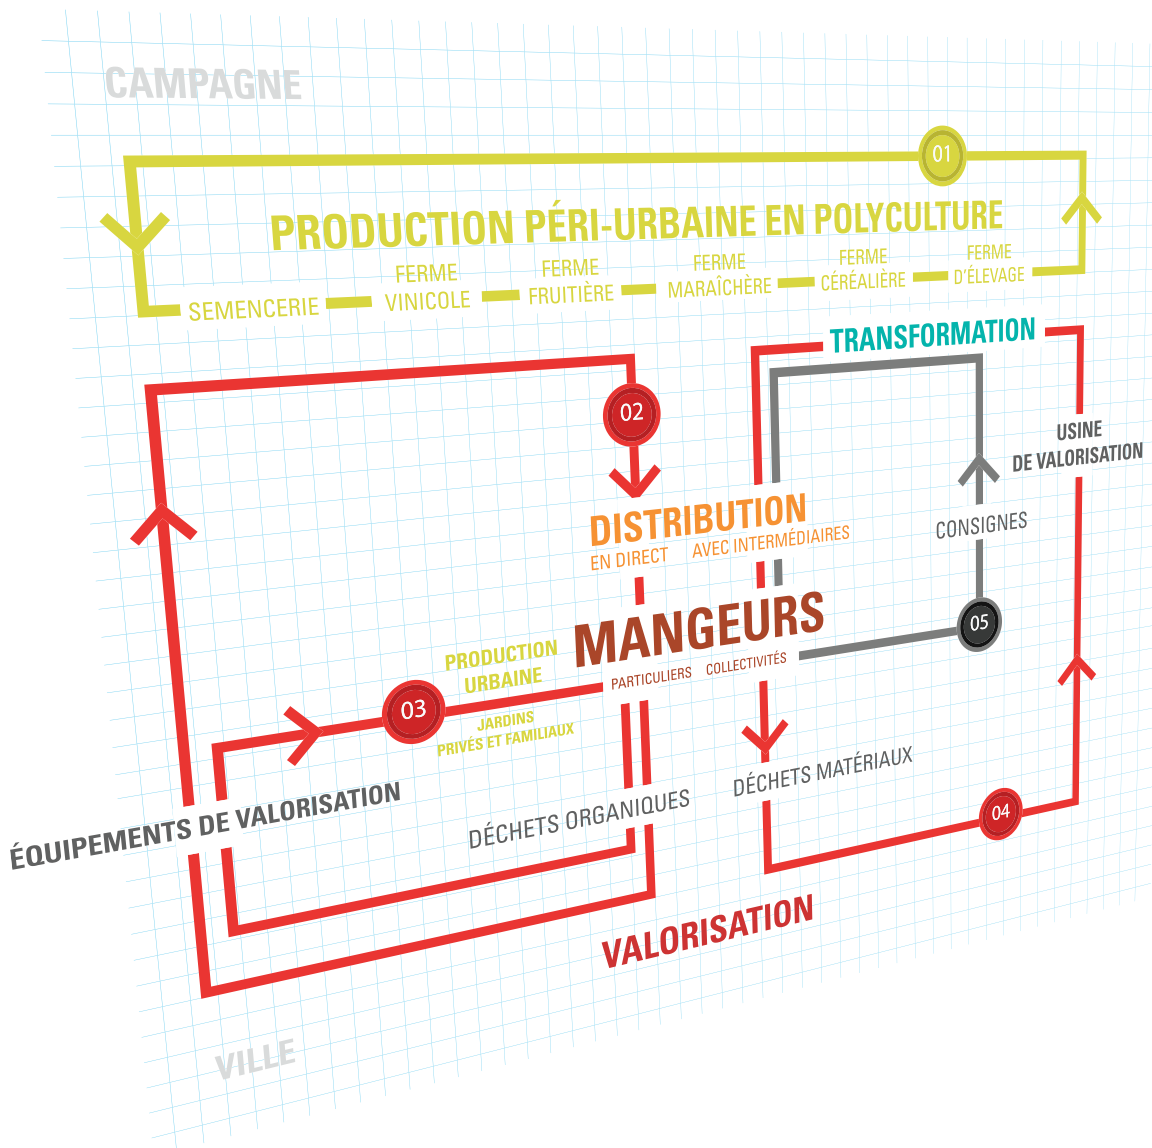 CAMPAGNE
01
PRODUCTION PÉRI-URBAINE EN POLYCULTURE
SEMENCERIE
FERME
VINICOLE
FERME
FRUITIÈRE
FERME
MARAÎCHÈRE
FERME
CÉRÉALIÈRE
FERME
D'ÉLEVAGE
TRANSFORMATION
02
USINE
DE VALORISATION
DISTRIBUTION
EN DIRECT
AVEC INTERMÉDIAIRES
CONSIGNES
MANGEURS
PARTICULIERS
COLLECTIVITÉS
05
PRODUCTION
URBAINE
03
JARDINS
PRIVÉS ET FAMILIAUX
ÉQUIPEMENTS DE VALORISATION
DÉCHETS ORGANIQUES
DÉCHETS MATÉRIAUX
04
VALORISATION
VILLE